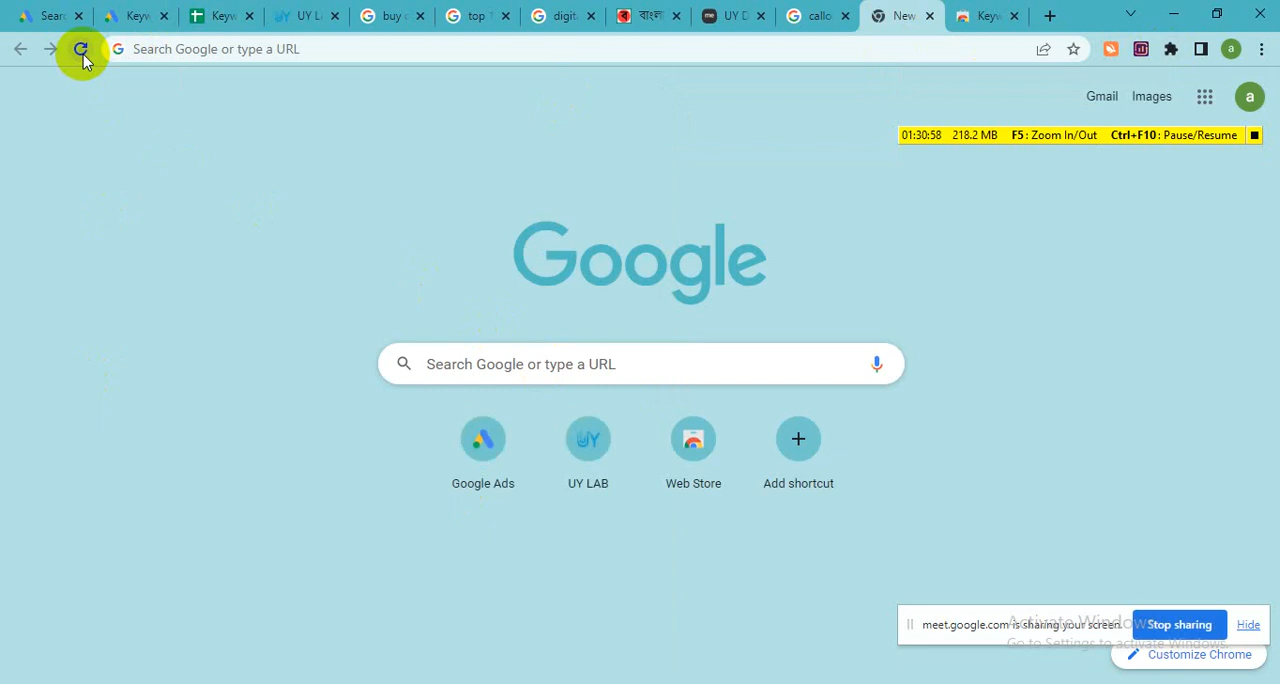 Searc
Keyw
Keyw
UY L
buy c
top 1
digit
বাংলা
UY D
callo
New
Keyw
Search Google or type a URL
a
Gmail Images
a
01:30:58 218.2 MB F5: Zoom In/Out Ctrl+F10: Pause/Resume
Google
Search Google or type a URL
Google Ads
UY LAB
Web Store
Add shortcut
meet.google.com is sharing your screen. Stop sharing Hide
Activate Windows
Go to Settings to activate Windows.
Customize Chrome